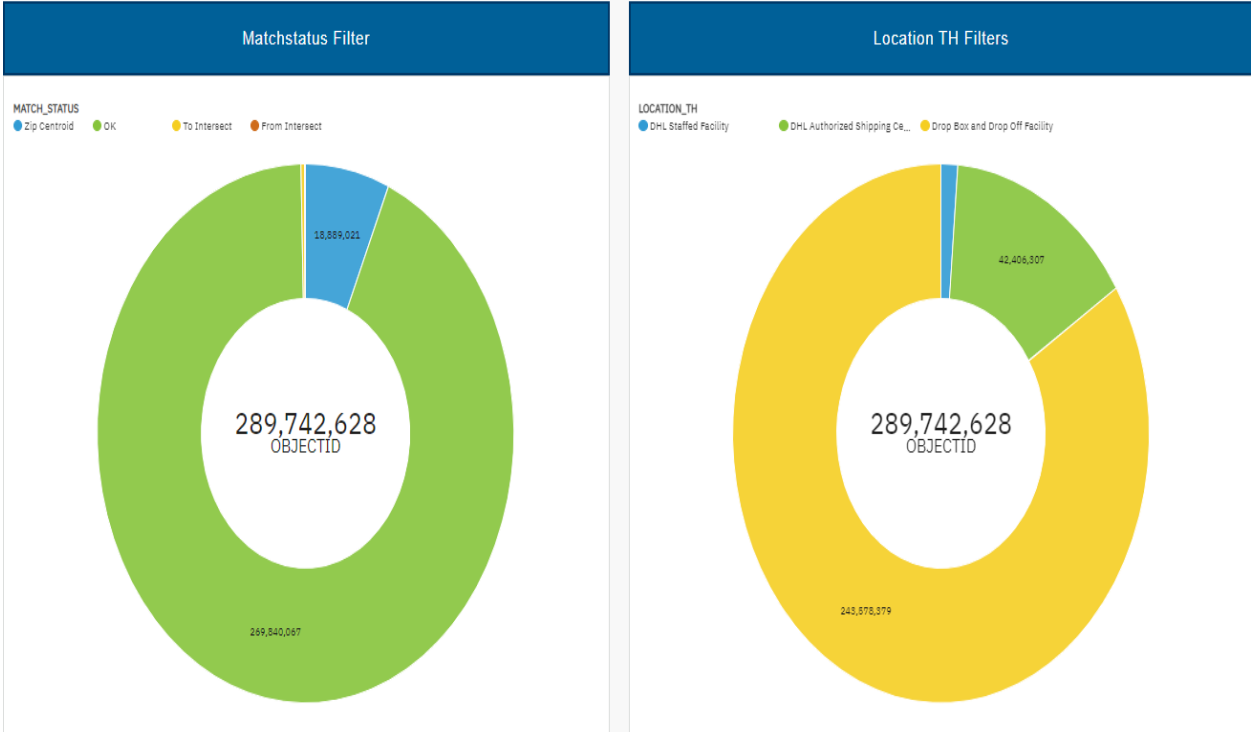 Matchstatus Filter
MATCH_STATUS
Zip Centroid OK To Intersect From Intersect
18,889,021
289,742,628
OBJECTID
269,840,067
Location TH Filters
LOCATION_TH
DHL Staffed Facility DHL Authorized Shipping Ce... Drop Box and Drop Off Facility
42,406,307
289,742,628
OBJECTID
243,578,379